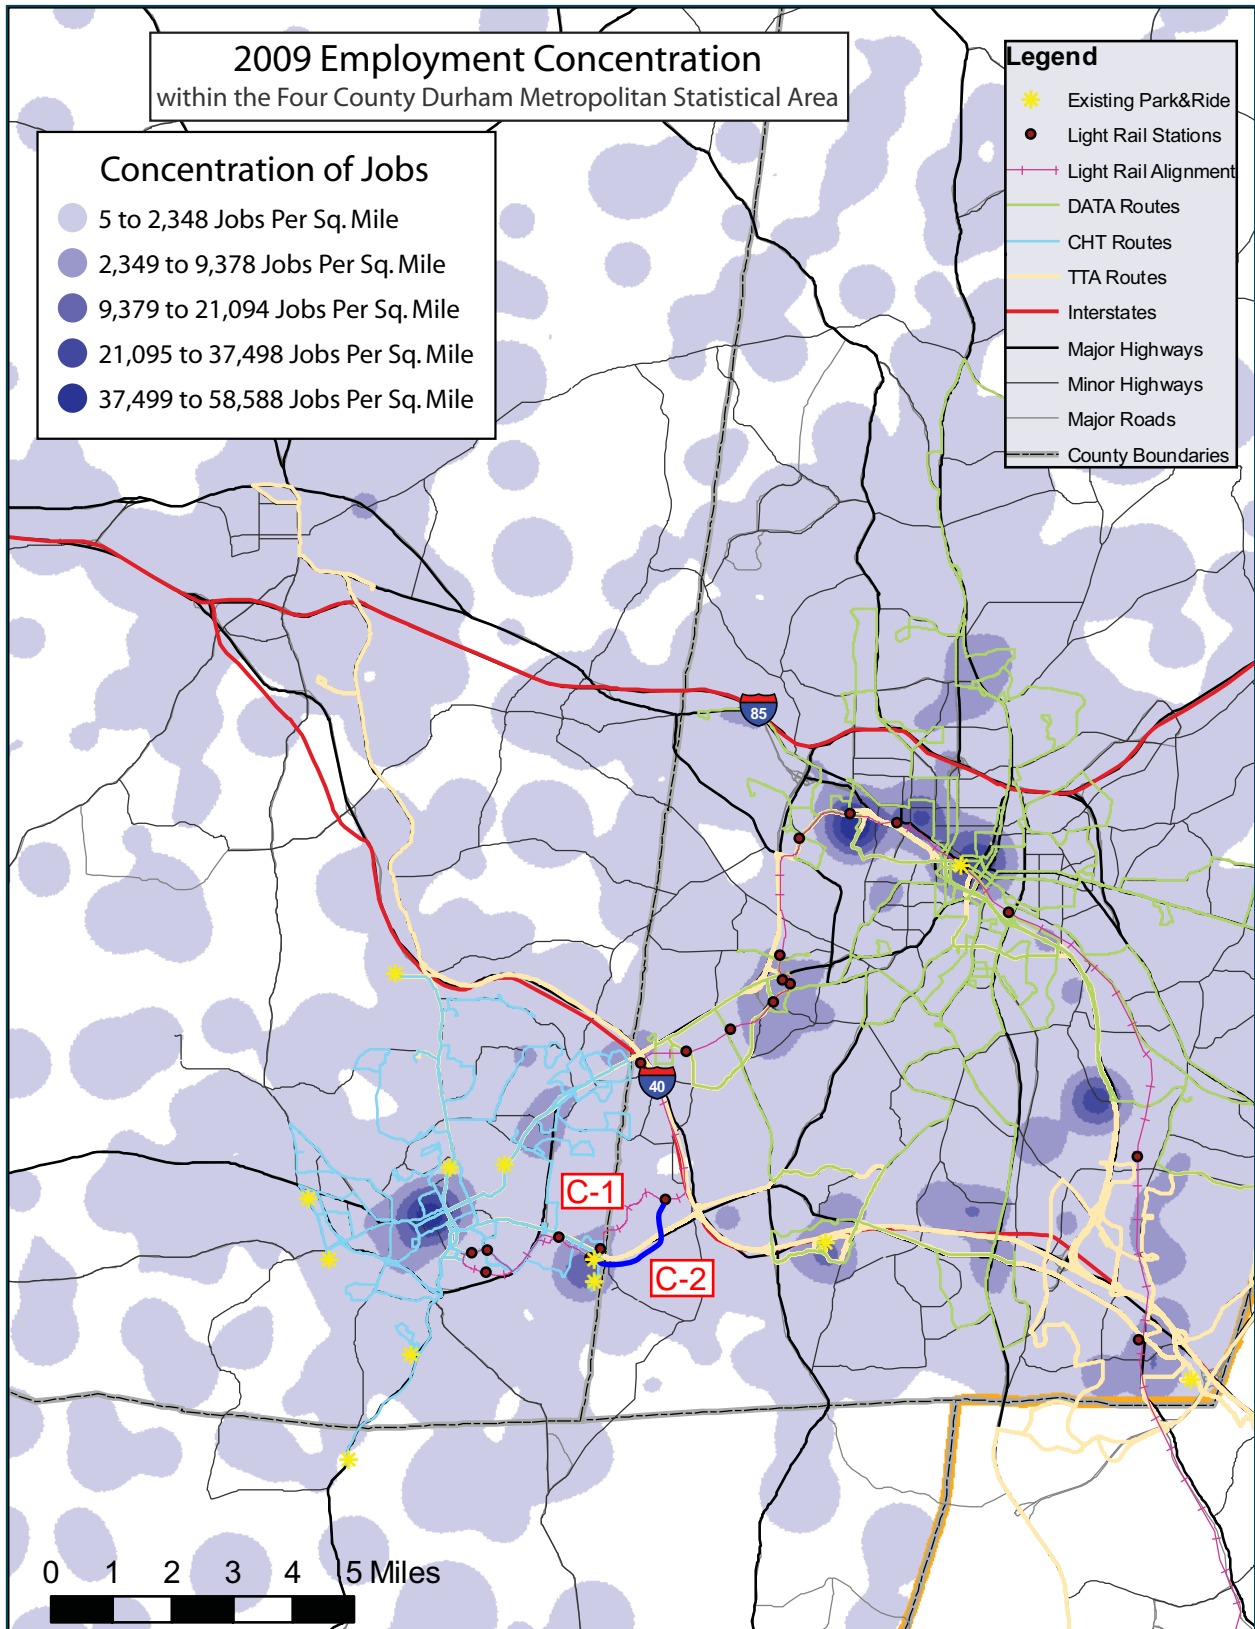 2009 Employment Concentration
within the Four County Durham Metropolitan Statistical Area
Concentration of Jobs
5 to 2,348 Jobs Per Sq. Mile
2,349 to 9,378 Jobs Per Sq. Mile
9,379 to 21,094 Jobs Per Sq. Mile
21,095 to 37,498 Jobs Per Sq. Mile
37,499 to 58,588 Jobs Per Sq. Mile
Legend
Existing Park&Ride
Light Rail Stations
Light Rail Alignment
DATA Routes
CHT Routes
TTA Routes
Interstates
Major Highways
Minor Highways
Major Roads
County Boundaries
85
40
C-1
C-2
0 1 2 3 4 5 Miles